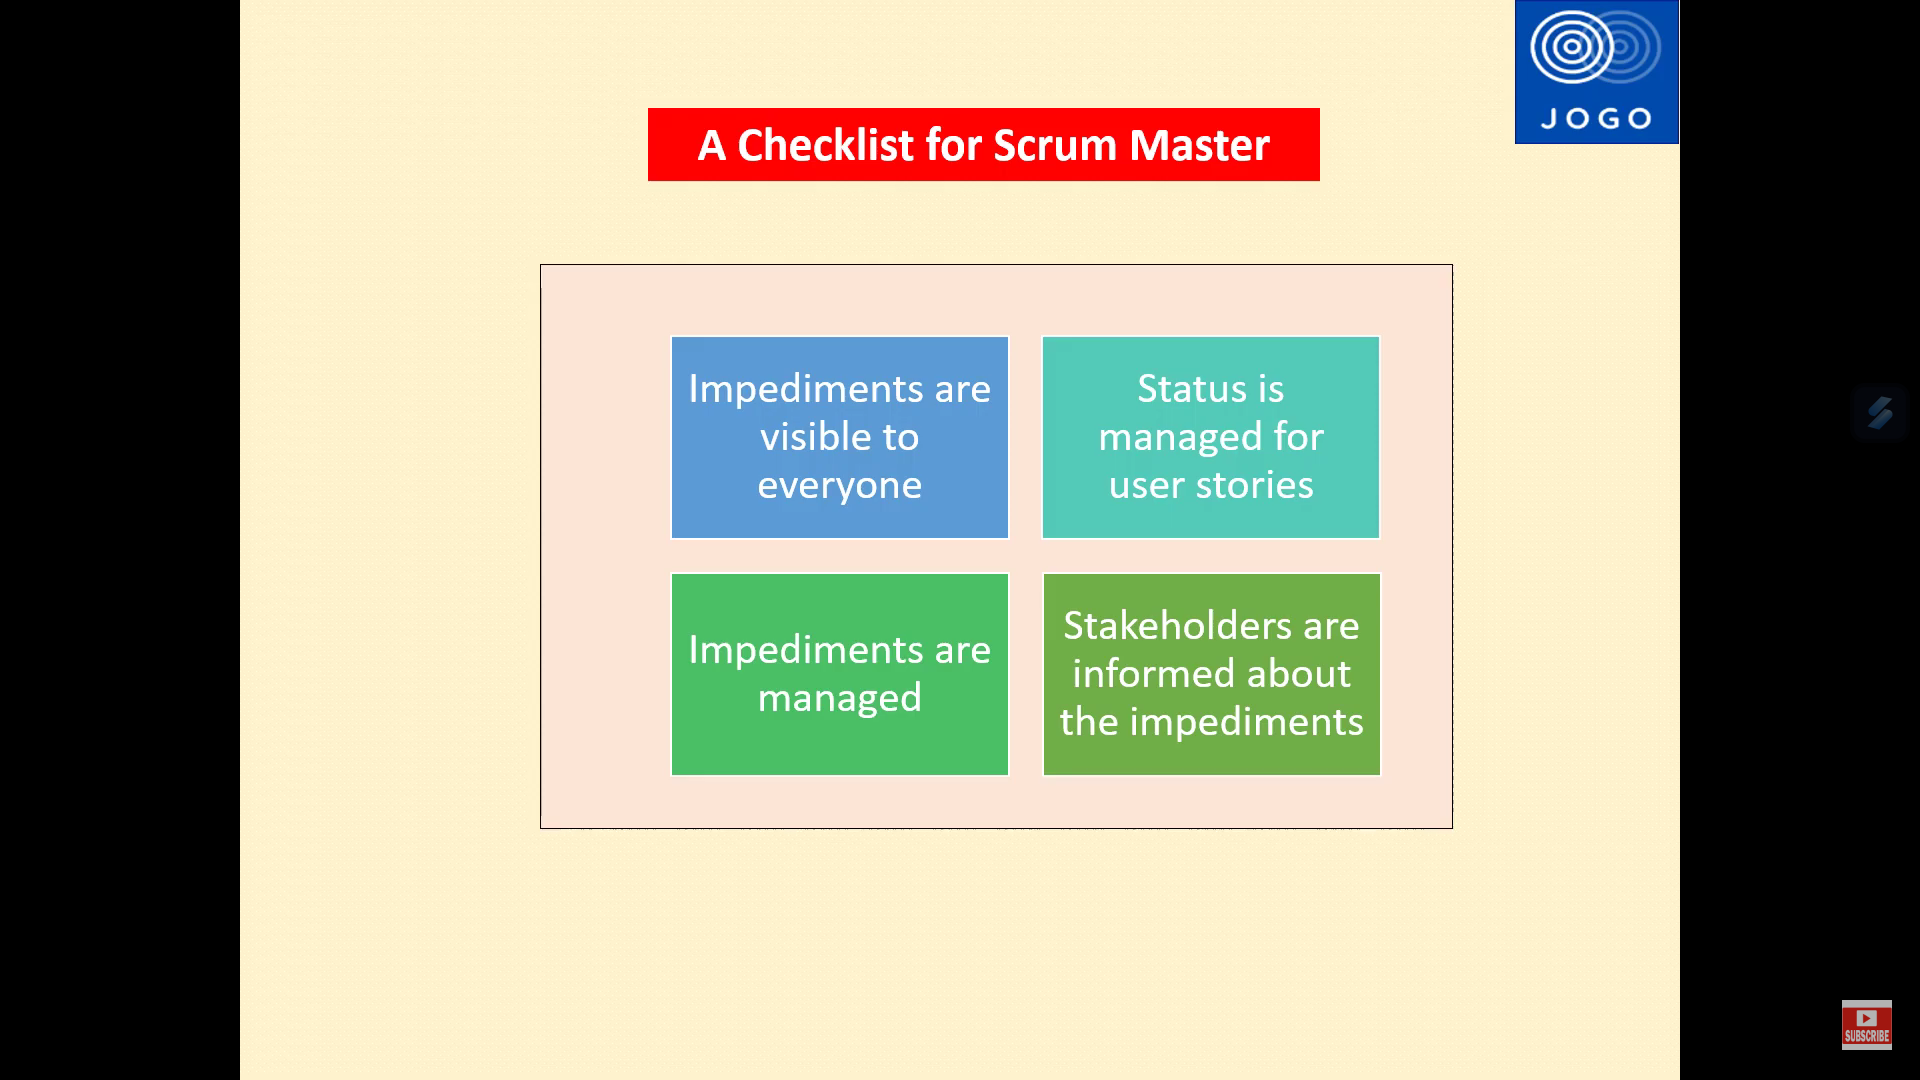 JOGO
A Checklist for Scrum Master
Impediments are
visible to
everyone
Status is
managed for
user stories
Impediments are
managed
Stakeholders are
informed about
the impediments
SUBSCRIBE